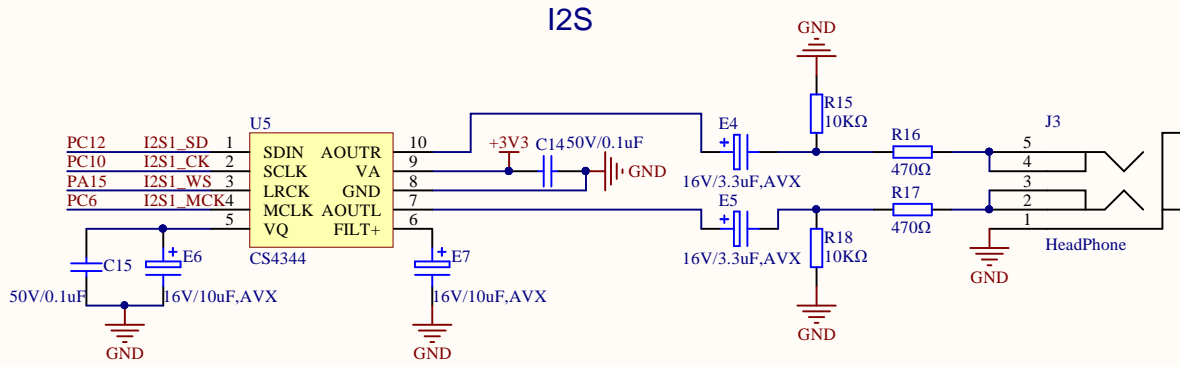 I2S
GND
R15
10KΩ
U5
E4
C14
50V/0.1uF
+3V3
R16
470Ω
J3
PC12 I2S1_SD 1 SDIN AOUTR 10
PC10 I2S1_CK 2 SCLK VA 9
PA15 I2S1_WS 3 LRCK GND 8
PC6 I2S1_MCK 4 MCLK AOUTL 7
5 VQ FILT+ 6
CS4344
GND
16V/3.3uF,AVX
E5
16V/3.3uF,AVX
R17
470Ω
R18
10KΩ
5
4
3
2
1
HeadPhone
GND
C15
50V/0.1uF
E6
16V/10uF,AVX
E7
16V/10uF,AVX
GND
GND
GND